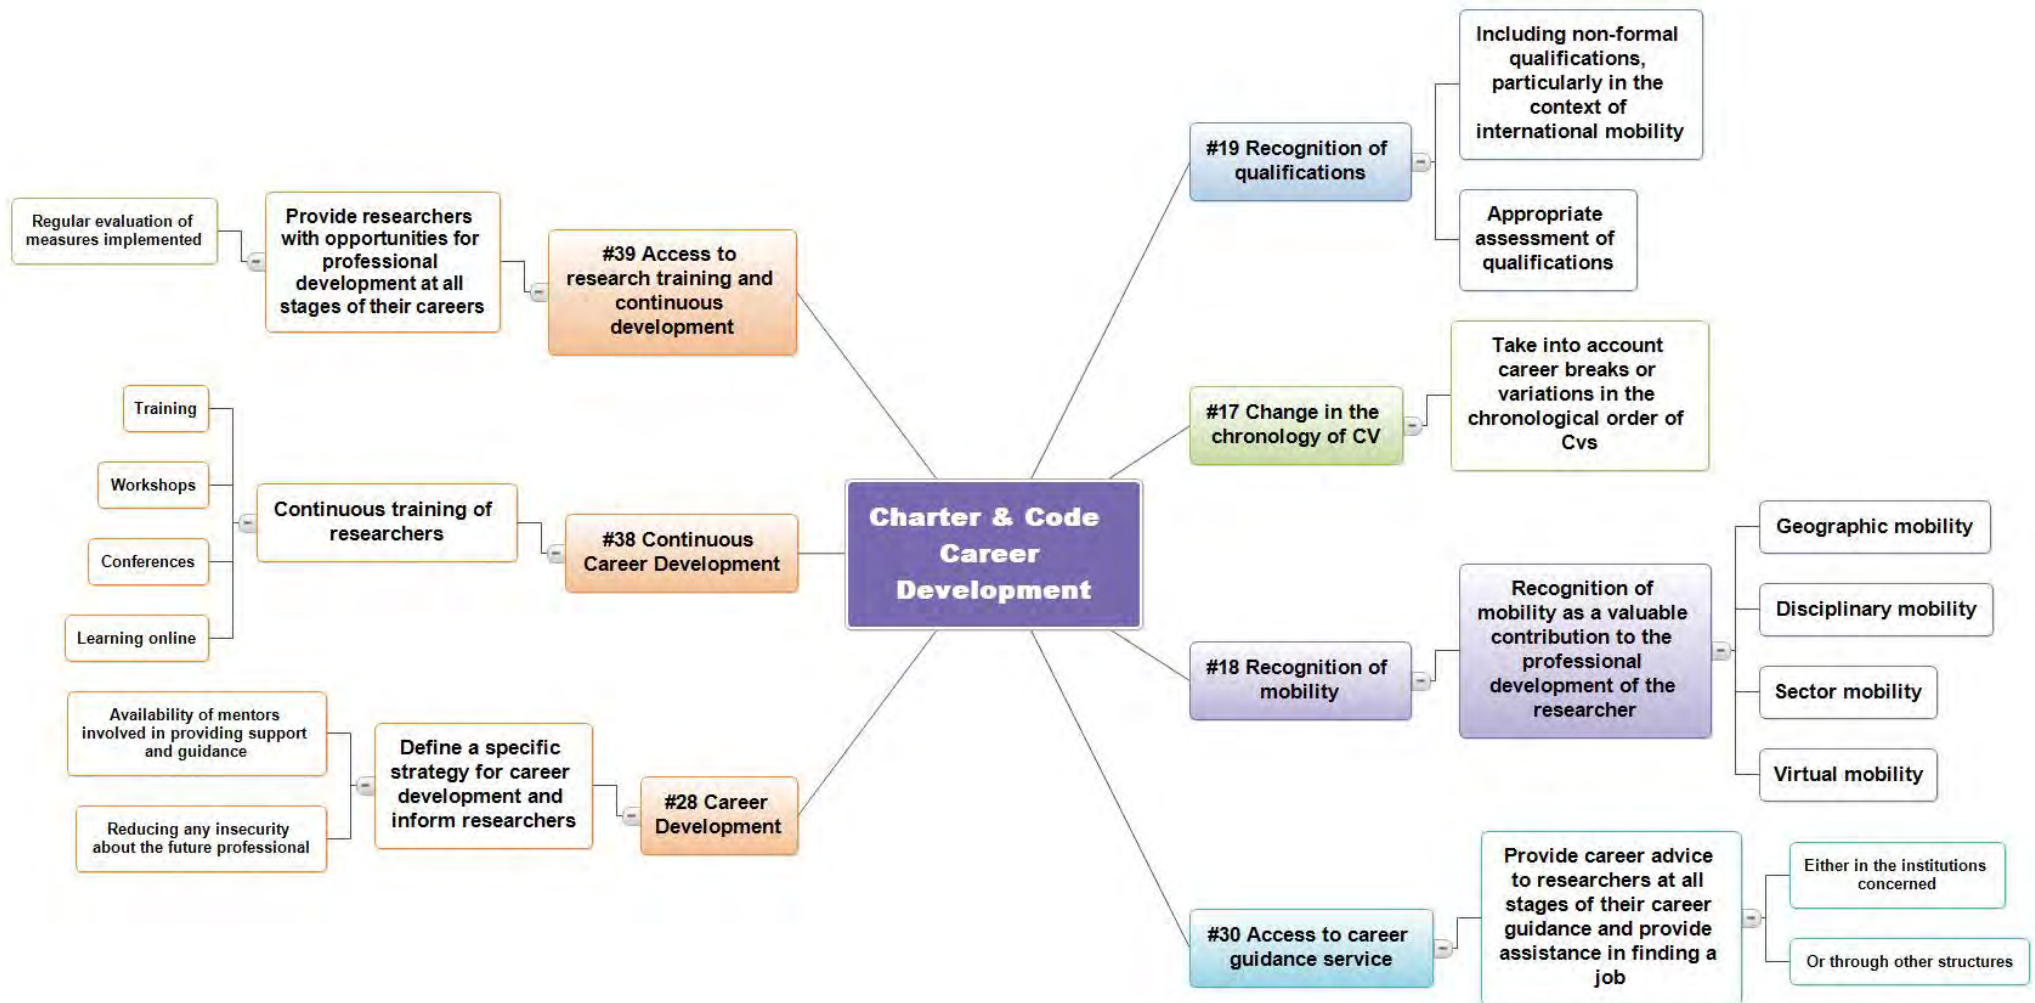 Charter & Code
Career
Development
#19 Recognition of
qualifications
Including non-formal
qualifications,
particularly in the
context of
international mobility
Appropriate
assessment of
qualifications
#17 Change in the
chronology of CV
Take into account
career breaks or
variations in the
chronological order of
Cvs
#18 Recognition of
mobility
Recognition of
mobility as a valuable
contribution to the
professional
development of the
researcher
Geographic mobility
Disciplinary mobility
Sector mobility
Virtual mobility
#30 Access to career
guidance service
Provide career advice
to researchers at all
stages of their career
guidance and provide
assistance in finding a
job
Either in the institutions
concerned
Or through other structures
#39 Access to
research training and
continuous
development
Provide researchers
with opportunities for
professional
development at all
stages of their careers
Regular evaluation of
measures implemented
#38 Continuous
Career Development
Continuous training of
researchers
Training
Workshops
Conferences
Learning online
#28 Career
Development
Define a specific
strategy for career
development and
inform researchers
Availability of mentors
involved in providing support
and guidance
Reducing any insecurity
about the future professional